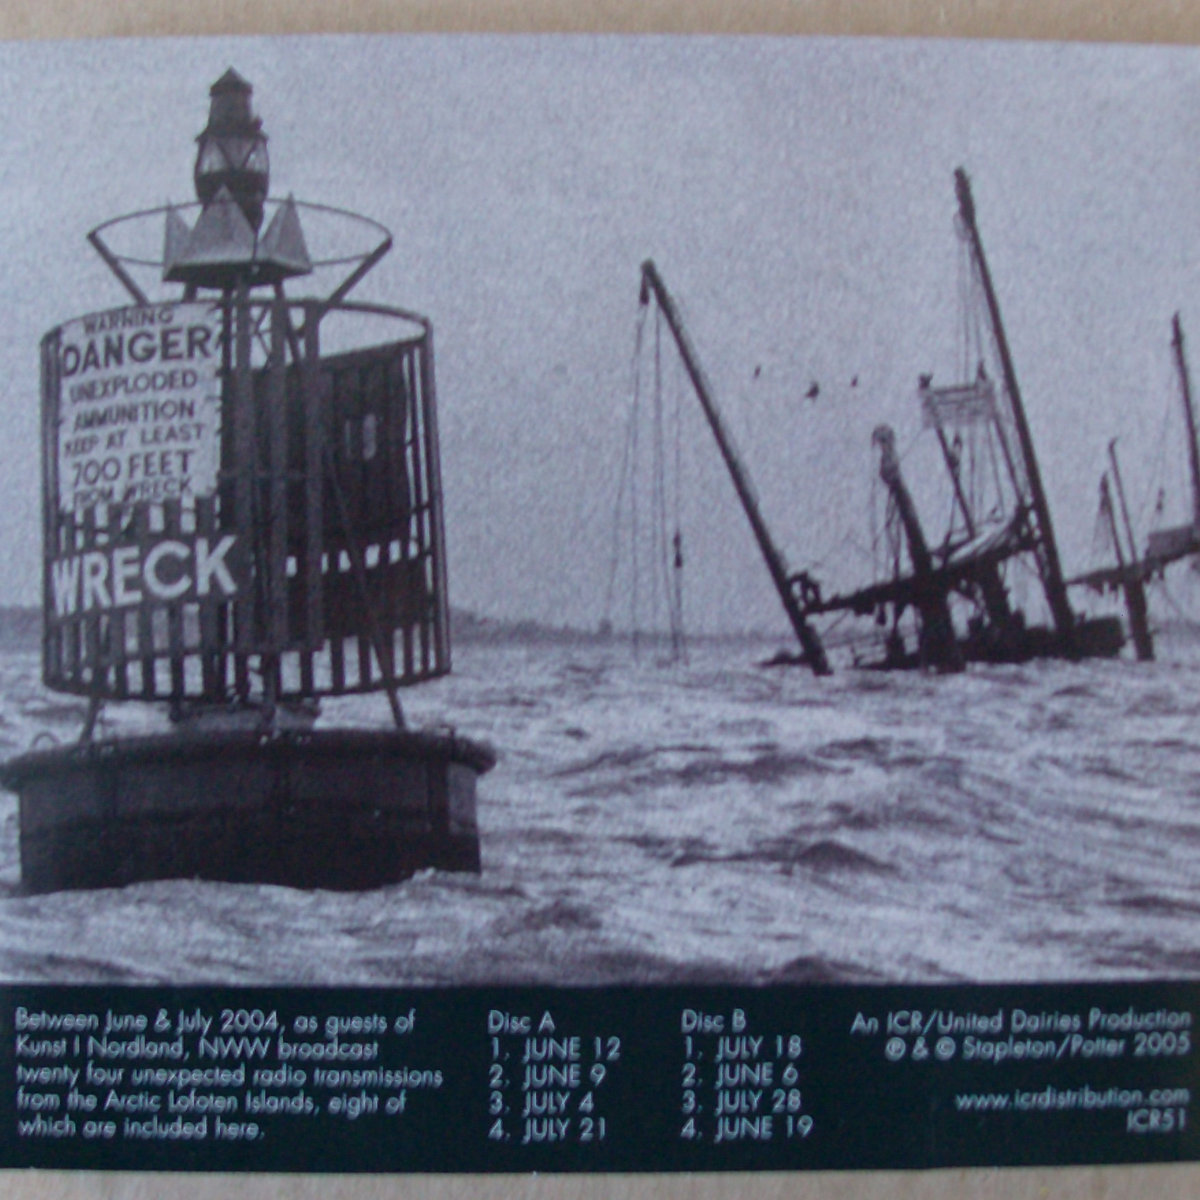 WARNING
DANGER
UNEXPLODED
AMMUNITION
KEEP AT LEAST
700 FEET
FROM WRECK
WRECK
Between June & July 2004, as guests of
Kunst I Nordland, NWW broadcast
twenty four unexpected radio transmissions
from the Arctic Lofoten Islands, eight of
which are included here.
Disc A
1. JUNE 12
2. JUNE 9
3. JULY 4
4. JULY 21
Disc B
1. JULY 18
2. JUNE 6
3. JULY 28
4. JUNE 19
An ICR/United Dairies Production
℗ & © Stapleton/Potter 2005
www.icrdistribution.com
ICR51